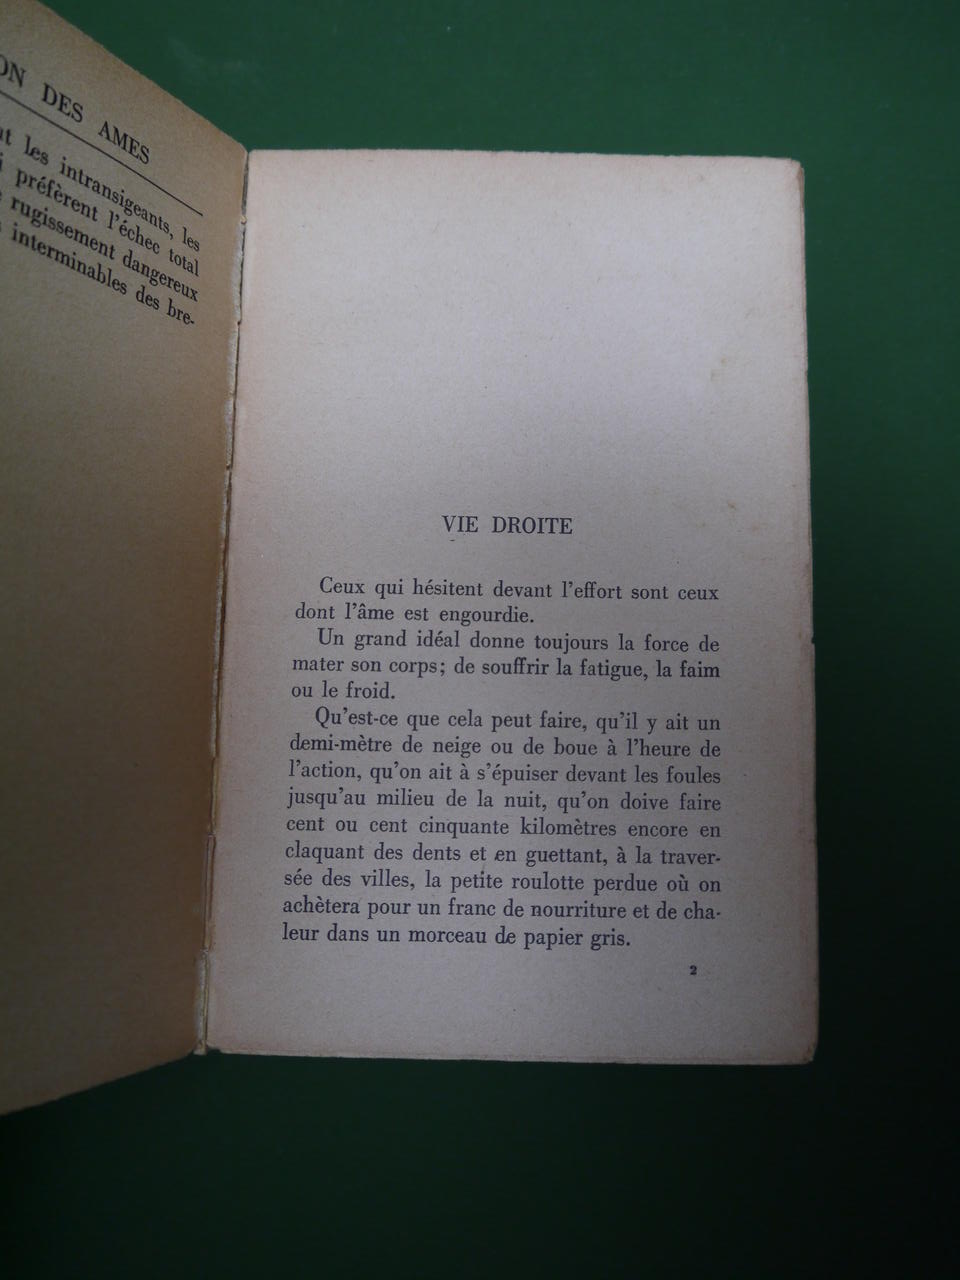 DES AMES
les intransigeants, les
préfèrent l'échec total
rugissement dangereux
interminables des bre-
VIE DROITE
Ceux qui hésitent devant l'effort sont ceux
dont l'âme est engourdie.
Un grand idéal donne toujours la force de
mater son corps; de souffrir la fatigue, la faim
ou le froid.
Qu'est-ce que cela peut faire, qu'il y ait un
demi-mètre de neige ou de boue à l'heure de
l'action, qu'on ait à s'épuiser devant les foules
jusqu'au milieu de la nuit, qu'on doive faire
cent ou cent cinquante kilomètres encore en
claquant des dents et en guettant, à la traver-
sée des villes, la petite roulotte perdue où on
achètera pour un franc de nourriture et de cha-
leur dans un morceau de papier gris.
2